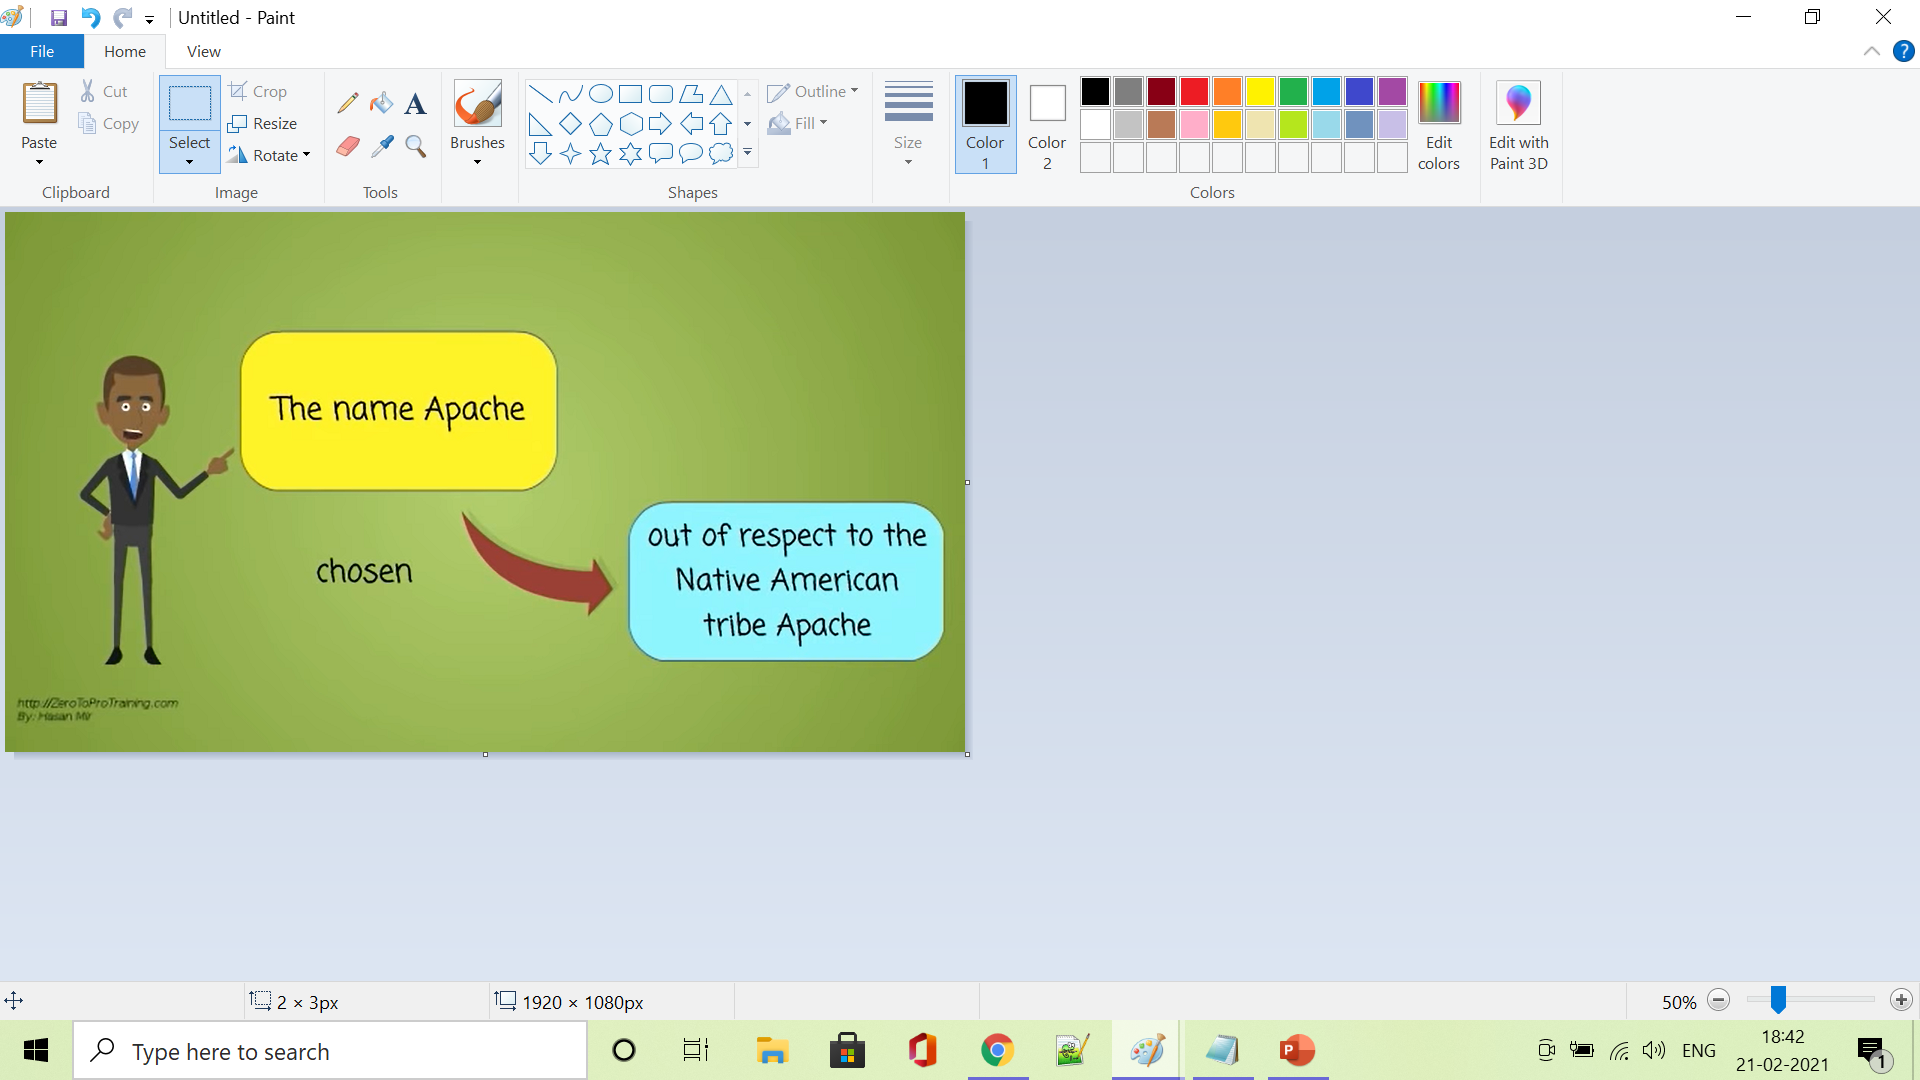 Untitled - Paint
File Home View
Cut
Copy
Paste
Clipboard
Select
Crop
Resize
Rotate
Image
A
Tools
Brushes
Outline
Fill
Shapes
Size
Color 1
Color 2
Edit colors
Colors
Edit with Paint 3D
?
The name Apache
chosen
out of respect to the
Native American
tribe Apache
http://ZeroToProTraining.com
By: Hasan Mir
2 × 3px
1920 × 1080px
50%
Type here to search
P
ENG
18:42
21-02-2021
1